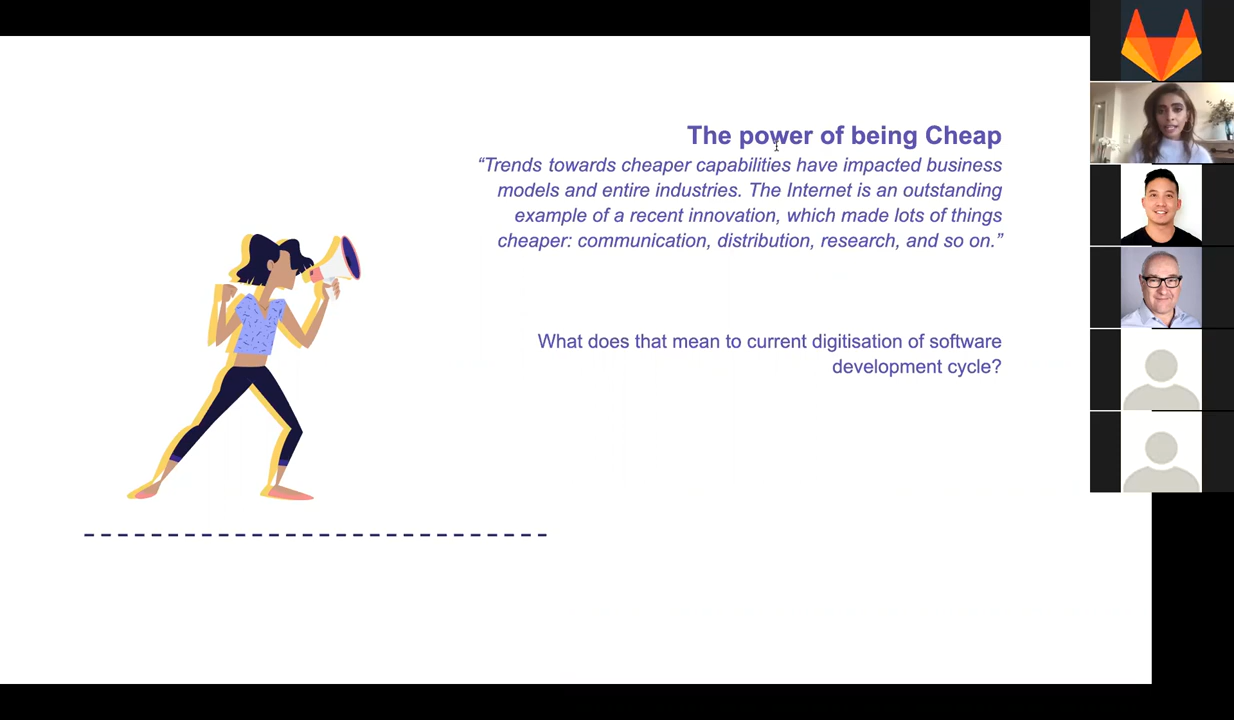 The power of being Cheap
“Trends towards cheaper capabilities have impacted business
models and entire industries. The Internet is an outstanding
example of a recent innovation, which made lots of things
cheaper: communication, distribution, research, and so on.”
What does that mean to current digitisation of software
development cycle?